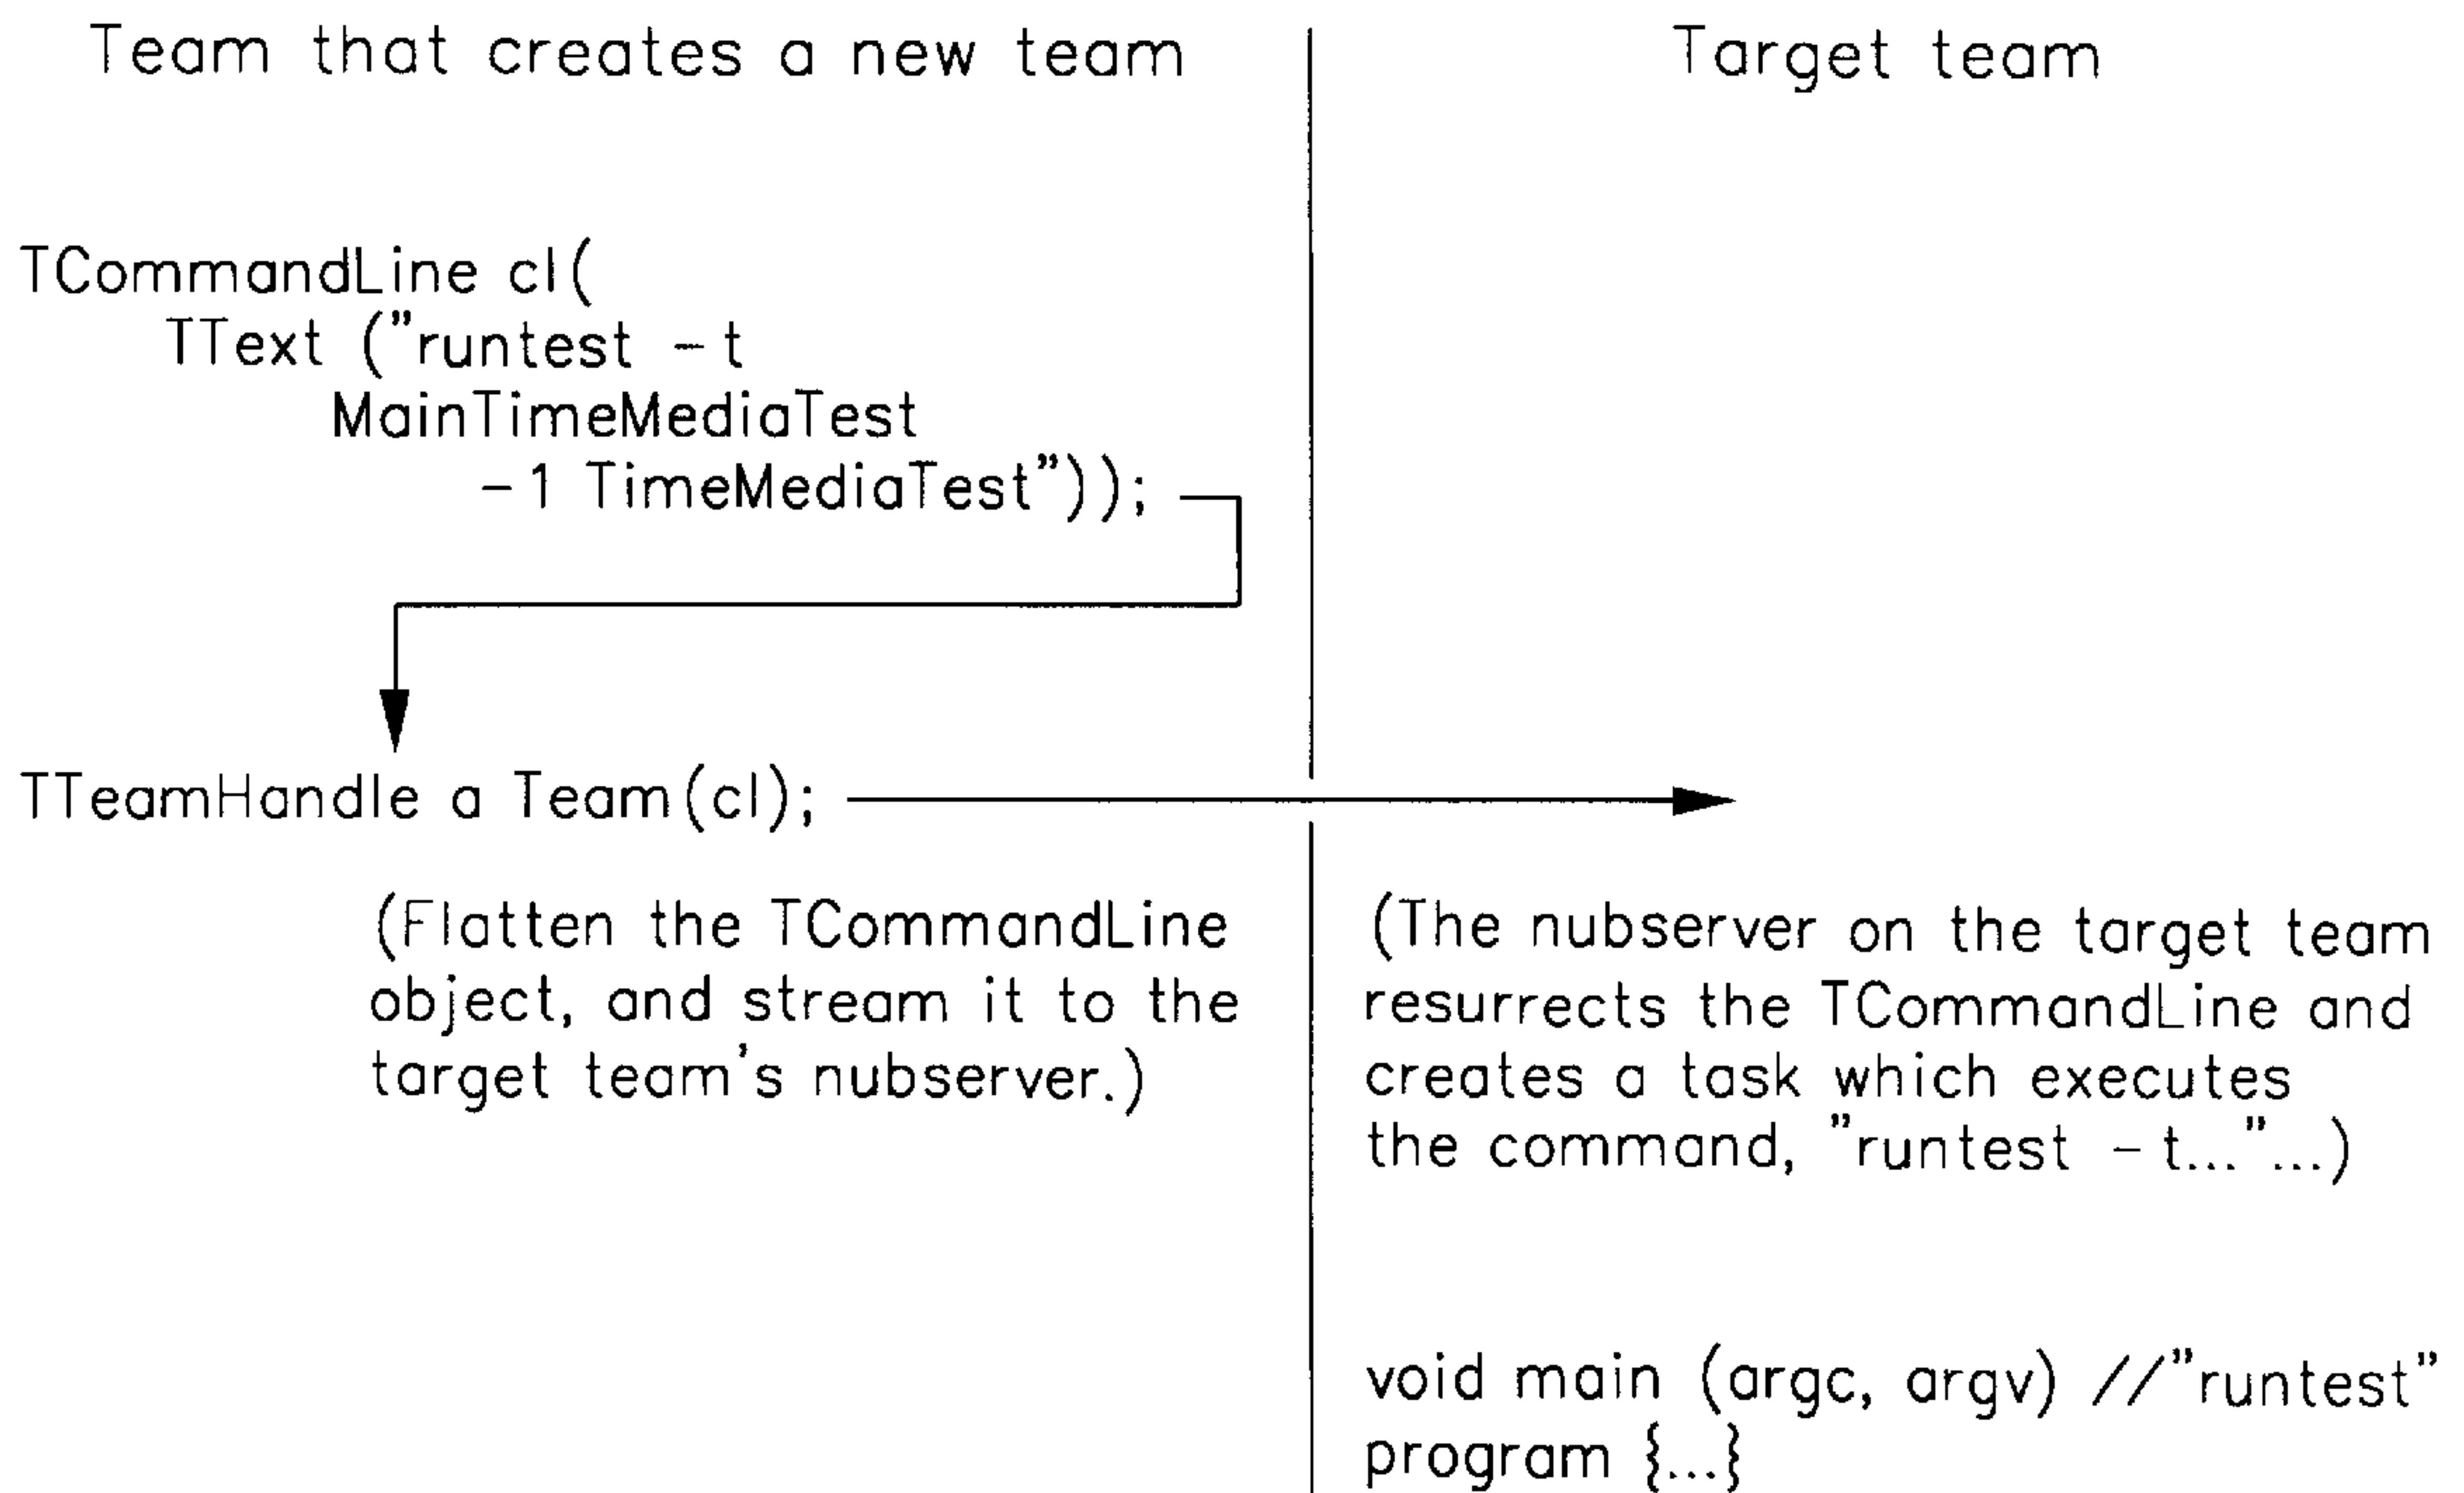 Team that creates a new team
Target team
TCommandLine cl(
TText ("runtest -t
MainTimeMediaTest
-1 TimeMediaTest"));
TTeamHandle a Team(cl);
(Flatten the TCommandLine
object, and stream it to the
target team's nubserver.)
(The nubserver on the target team
resurrects the TCommandLine and
creates a task which executes
the command, "runtest -t..."...)
void main (argc, argv) //"runtest"
program {...}